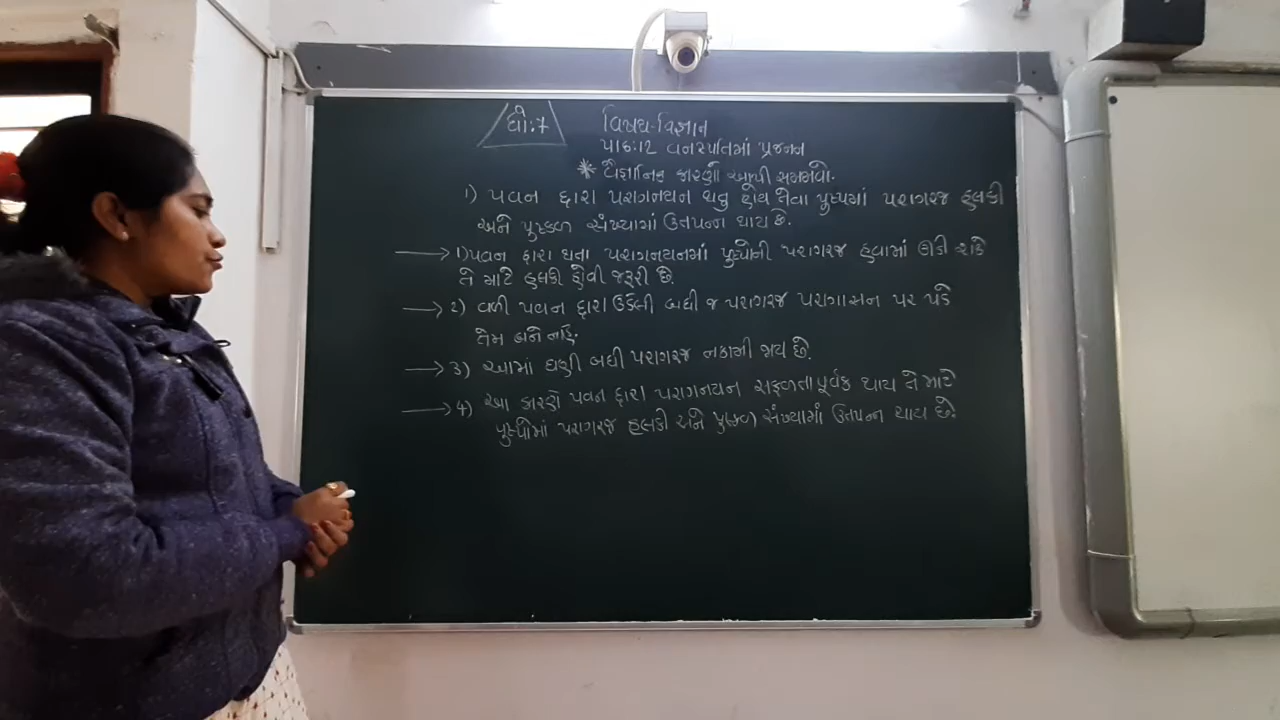 ધો:7
વિષય-વિજ્ઞાન
પાઠ:12 વનસ્પતિમાં પ્રજનન
* વૈજ્ઞાનિક કારણો આપી સમજાવો.
1) પવન દ્વારા પરાગનયન થતુ હોય તેવા પુષ્પમાં પરાગરજ હલકી
અને પુષ્કળ સંખ્યામાં ઉત્પન્ન થાય છે.
→ 1) પવન દ્વારા થતા પરાગનયનમાં પુષ્પોની પરાગરજ હવામાં ઊડી શકે
તે માટે હલકી હોવી જરૂરી છે.
→ 2) વળી પવન દ્વારા ઉડેલી બધી જ પરાગરજ પરાગાસન પર પડે
તેમ બને નહિ.
→ 3) આમાં ઘણી બધી પરાગરજ નકામી જાય છે.
→ 4) આ કારણે પવન દ્વારા પરાગનયન સફળતાપૂર્વક થાય તે માટે
પુષ્પોમાં પરાગરજ હલકી અને પુષ્કળ સંખ્યામાં ઉત્પન્ન થાય છે.